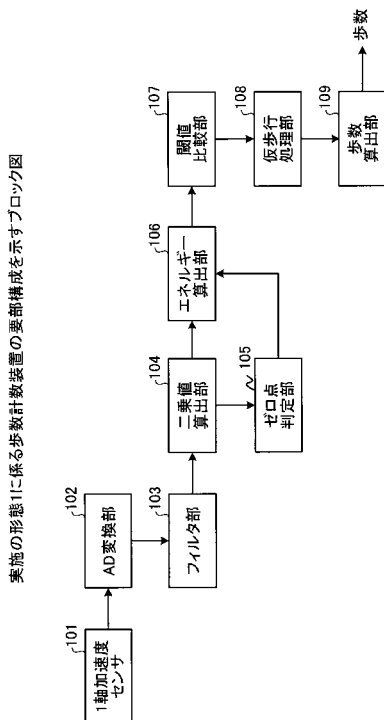 実施の形態1に係る歩数計数装置の要部構成を示すブロック図
101
1軸加速度
センサ
102
AD変換部
103
フィルタ部
104
二乗値
算出部
105
ゼロ点
判定部
106
エネルギー
算出部
107
閾値
比較部
108
仮歩行
処理部
109
歩数
算出部
歩数